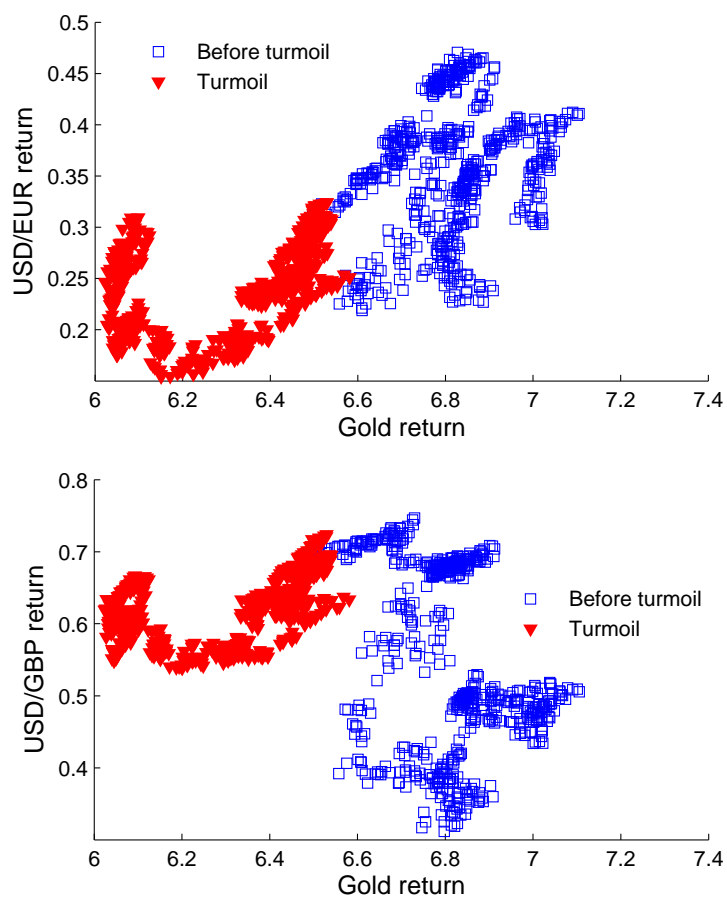 0.5
Before turmoil
Turmoil
0.45
0.4
0.35
0.3
0.25
0.2
USD/EUR return
6 6.2 6.4 6.6 6.8 7 7.2 7.4
Gold return
0.8
0.7
0.6
0.5
0.4
USD/GBP return
Before turmoil
Turmoil
6 6.2 6.4 6.6 6.8 7 7.2 7.4
Gold return